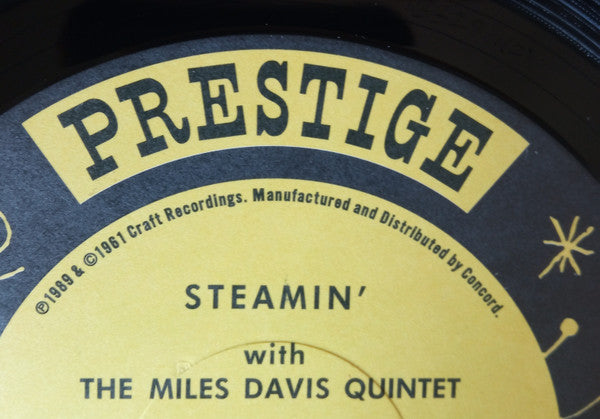 PRESTIGE
℗1989 & ©1961 Craft Recordings. Manufactured and Distributed by Concord.
STEAMIN'
with
THE MILES DAVIS QUINTET